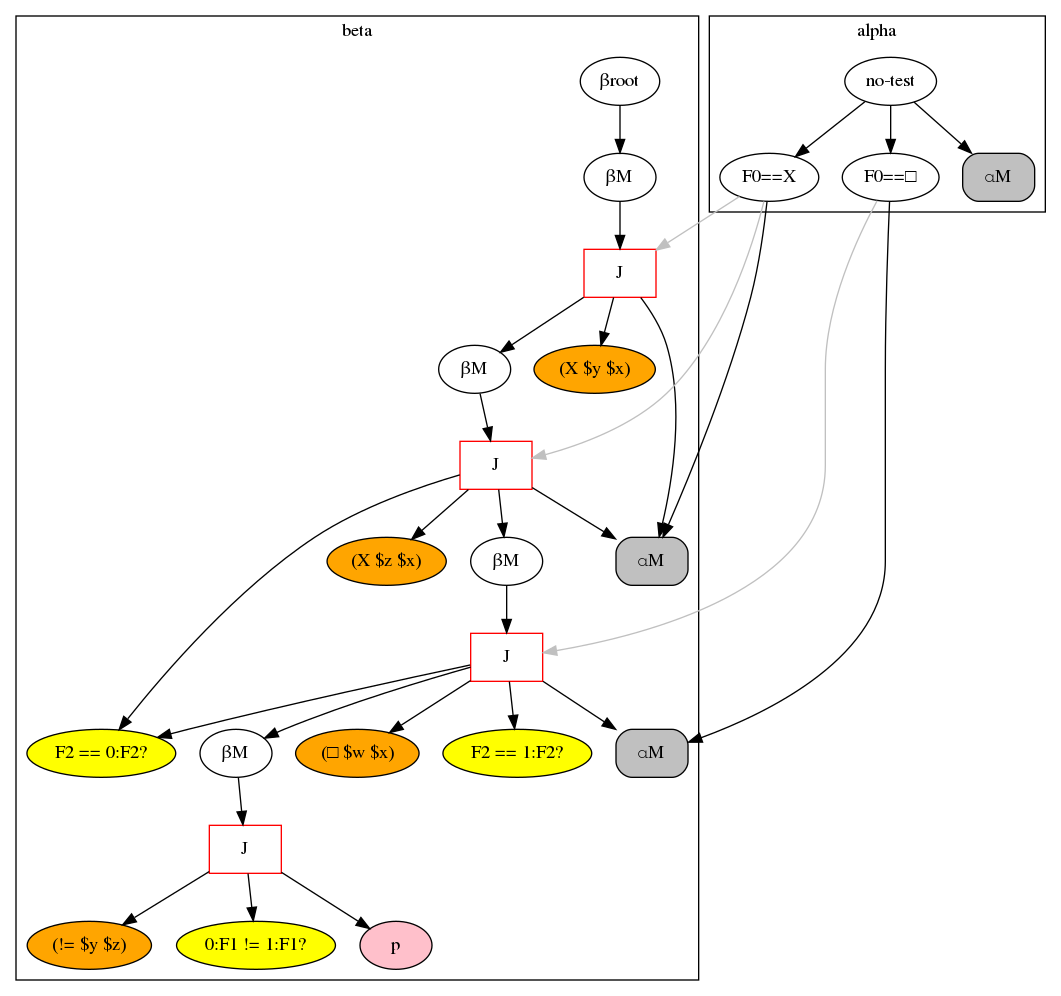 beta
alpha
βroot
no-test
βM
F0==X
F0==□
αM
J
βM
(X $y $x)
J
(X $z $x)
βM
αM
J
F2 == 0:F2?
βM
(□ $w $x)
F2 == 1:F2?
αM
J
(!= $y $z)
0:F1 != 1:F1?
p